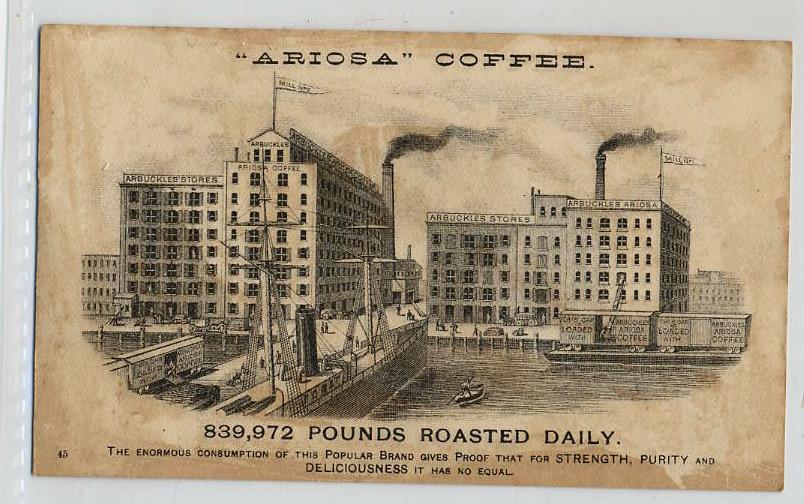 "ARIOSA" COFFEE.
MILL Nº2
ARBUCKLES
ARIOSA COFFEE
ARBUCKLES STORES
MILL Nº1
ARBUCKLES STORES
ARBUCKLES ARIOSA
LOADED WITH
ARBUCKLES ARIOSA COFFEE
LOADED WITH
ARBUCKLES ARIOSA COFFEE
839,972 POUNDS ROASTED DAILY.
45
THE ENORMOUS CONSUMPTION OF THIS POPULAR BRAND GIVES PROOF THAT FOR STRENGTH, PURITY AND
DELICIOUSNESS IT HAS NO EQUAL.